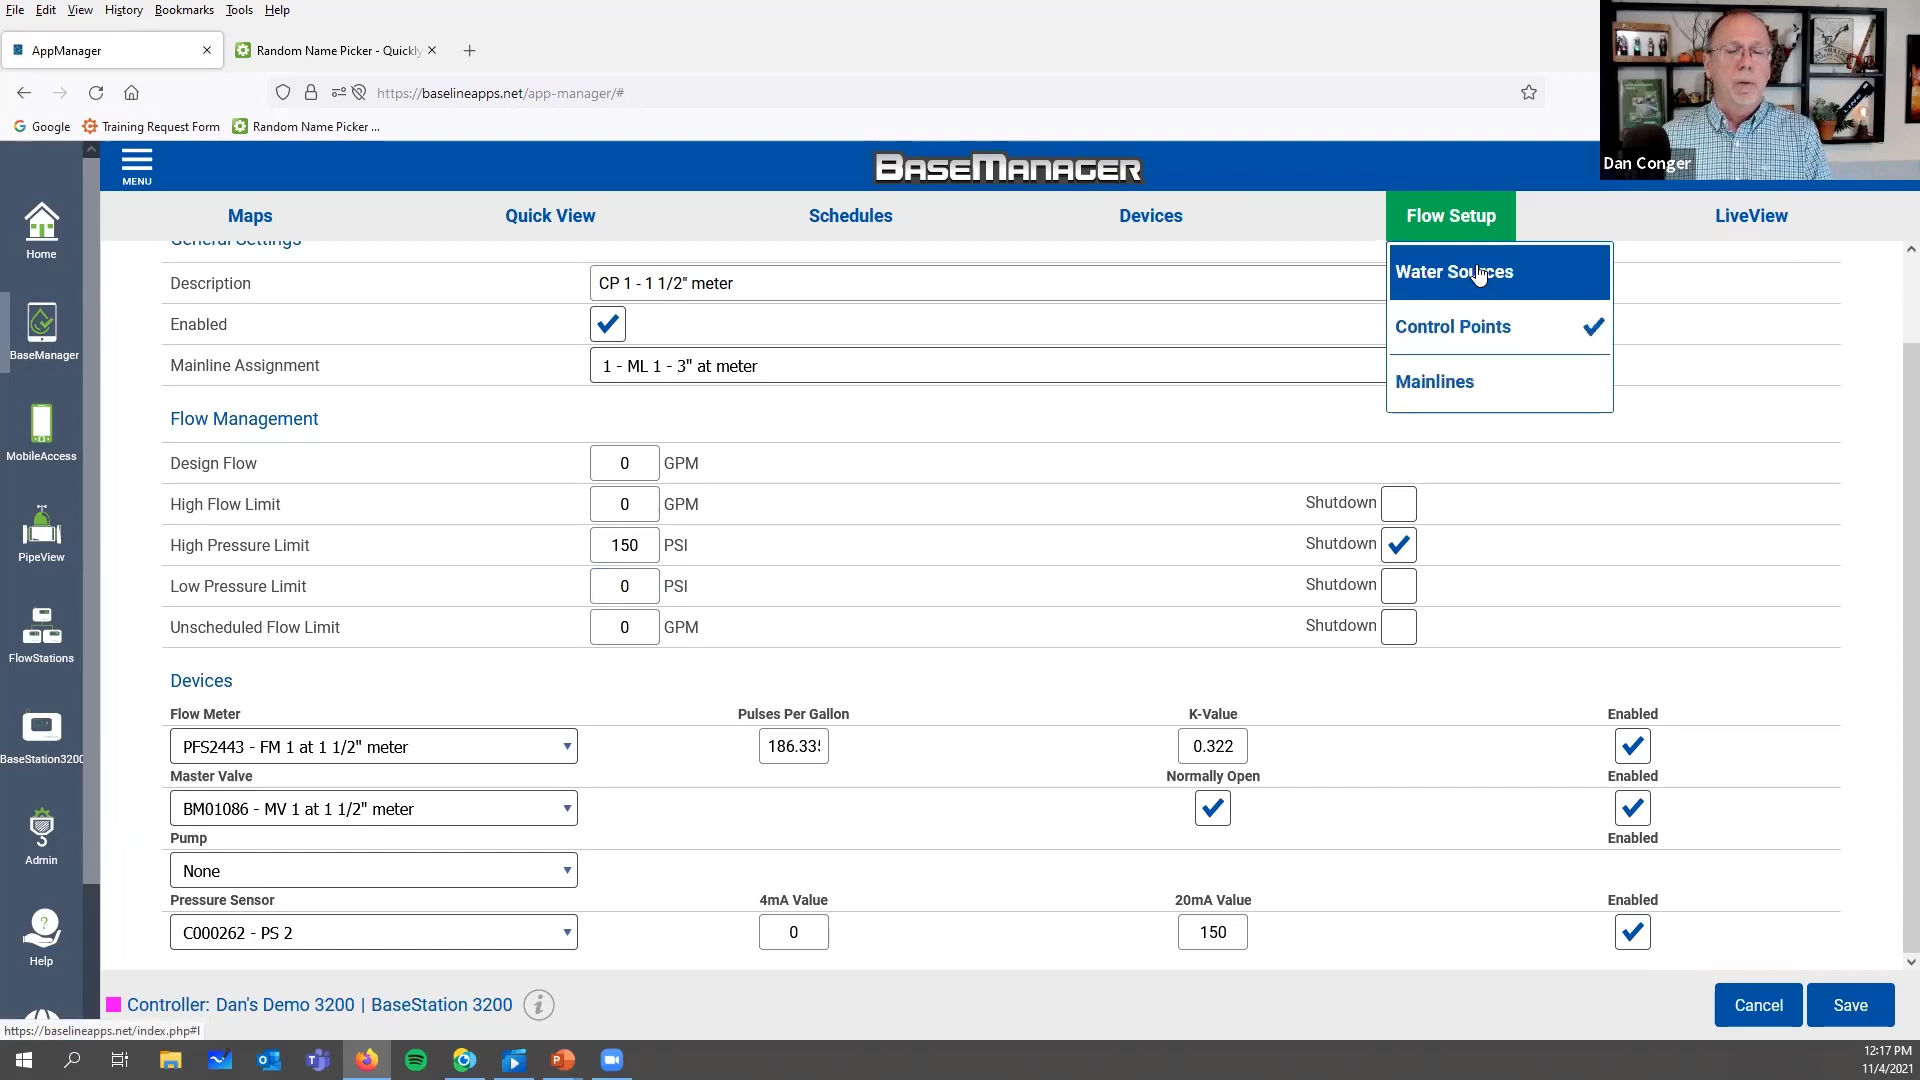 File Edit View History Bookmarks Tools Help
AppManager
Random Name Picker - Quickly
https://baselineapps.net/app-manager/#
Google Training Request Form Random Name Picker ...
Dan Conger
MENU
BASEMANAGER
Maps Quick View Schedules Devices Flow Setup LiveView
Water Sources
Control Points
Mainlines
Home
BaseManager
MobileAccess
PipeView
FlowStations
BaseStation3200
Admin
Help
General Settings
Description CP 1 - 1 1/2" meter
Enabled
Mainline Assignment 1 - ML 1 - 3" at meter
Flow Management
Design Flow 0 GPM
High Flow Limit 0 GPM Shutdown
High Pressure Limit 150 PSI Shutdown
Low Pressure Limit 0 PSI Shutdown
Unscheduled Flow Limit 0 GPM Shutdown
Devices
Flow Meter Pulses Per Gallon K-Value Enabled
PFS2443 - FM 1 at 1 1/2" meter 186.33 0.322
Master Valve Normally Open Enabled
BM01086 - MV 1 at 1 1/2" meter
Pump Enabled
None
Pressure Sensor 4mA Value 20mA Value Enabled
C000262 - PS 2 0 150
Controller: Dan's Demo 3200 | BaseStation 3200
Cancel Save
https://baselineapps.net/index.php#l
12:17 PM
11/4/2021